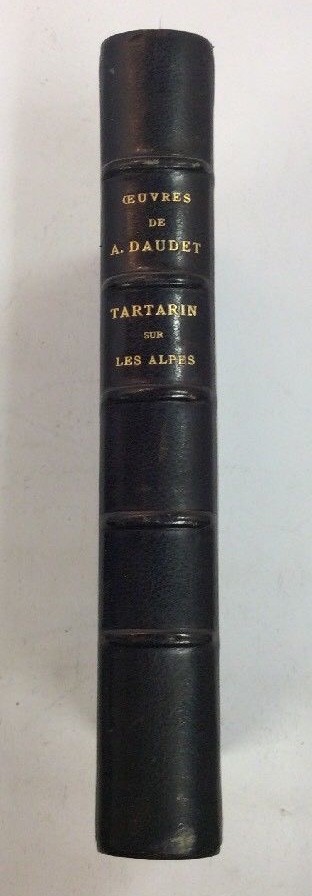 ŒUVRES
DE
A. DAUDET
TARTARIN
SUR
LES ALPES